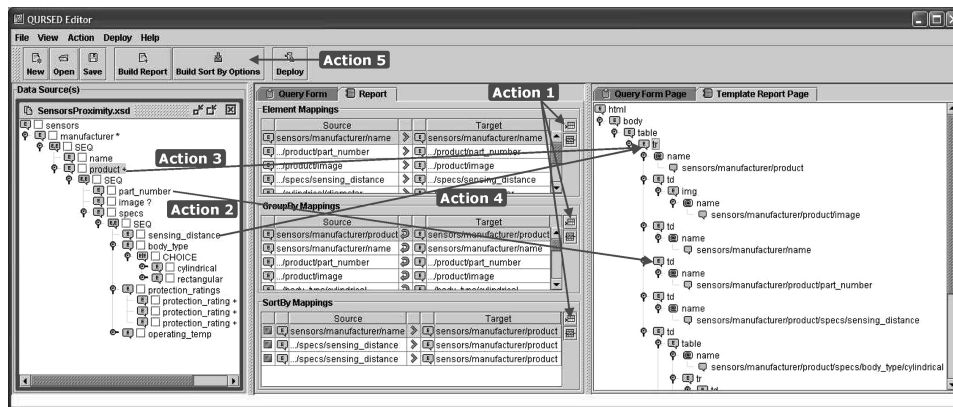 QURSED Editor
File View Action Deploy Help
New Open Save Build Report Build Sort By Options Deploy
Action 5
Data Source(s)
SensorsProximity.xsd
sensors
manufacturer *
SEQ
name
product +
SEQ
part_number
image ?
specs
SEQ
sensing_distance
body_type
CHOICE
cylindrical
rectangular
protection_ratings
protection_rating +
protection_rating +
protection_rating +
operating_temp
Action 3
Action 2
Query Form Report
Action 1
Element Mappings
Source Target
sensors/manufacturer/name sensors/manufacturer/name
.../product/part_number .../product/part_number
.../product/image .../product/image
.../specs/sensing_distance .../specs/sensing_distance
Action 4
GroupBy Mappings
Source Target
sensors/manufacturer/product sensors/manufacturer/product
sensors/manufacturer/name sensors/manufacturer/name
.../product/part_number .../product/part_number
.../product/image .../product/image
SortBy Mappings
Source Target
sensors/manufacturer/name sensors/manufacturer/product
.../specs/sensing_distance sensors/manufacturer/product
.../specs/sensing_distance sensors/manufacturer/product
Query Form Page Template Report Page
html
body
table
tr
name
sensors/manufacturer/product
td
img
name
sensors/manufacturer/product/image
td
name
sensors/manufacturer/name
td
name
sensors/manufacturer/product/part_number
td
name
sensors/manufacturer/product/specs/sensing_distance
td
table
name
sensors/manufacturer/product/specs/body_type/cylindrical
tr
td